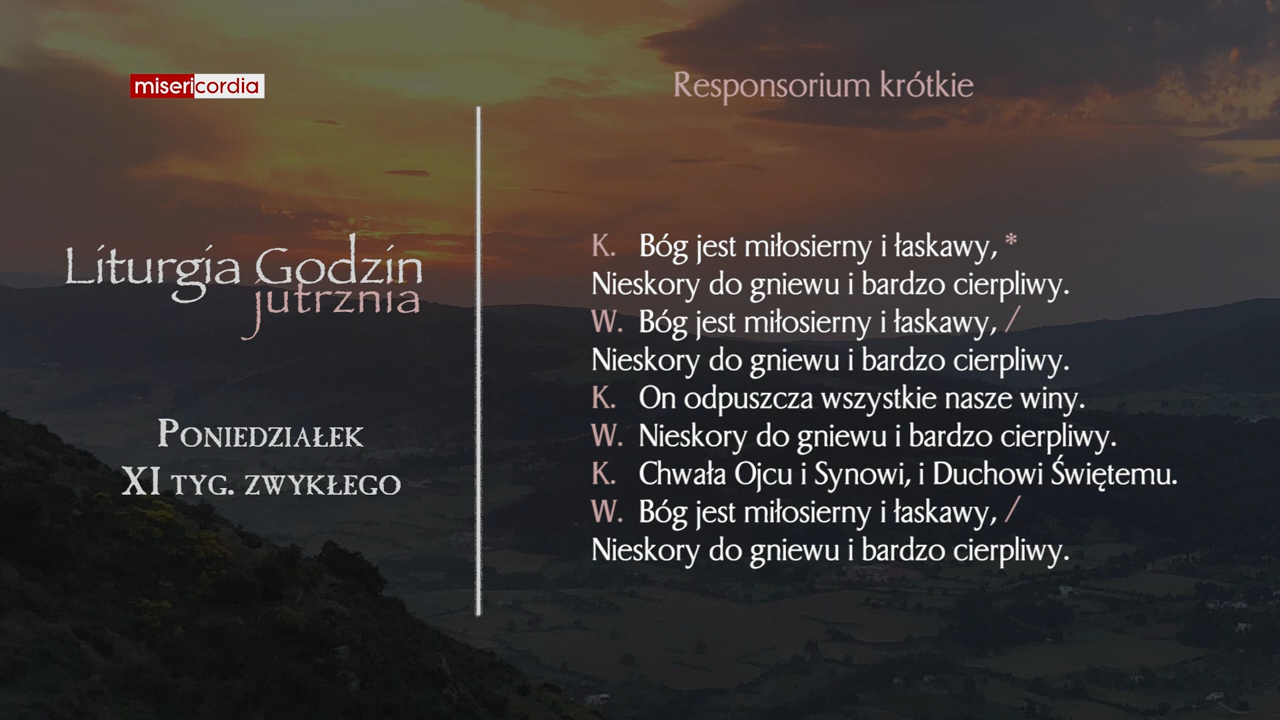 misericordia
Liturgia Godzin
jutrznia
Poniedziałek
XI tyg. zwykłego
Responsorium krótkie
K. Bóg jest miłosierny i łaskawy, *
Nieskory do gniewu i bardzo cierpliwy.
W. Bóg jest miłosierny i łaskawy, /
Nieskory do gniewu i bardzo cierpliwy.
K. On odpuszcza wszystkie nasze winy.
W. Nieskory do gniewu i bardzo cierpliwy.
K. Chwała Ojcu i Synowi, i Duchowi Świętemu.
W. Bóg jest miłosierny i łaskawy, /
Nieskory do gniewu i bardzo cierpliwy.